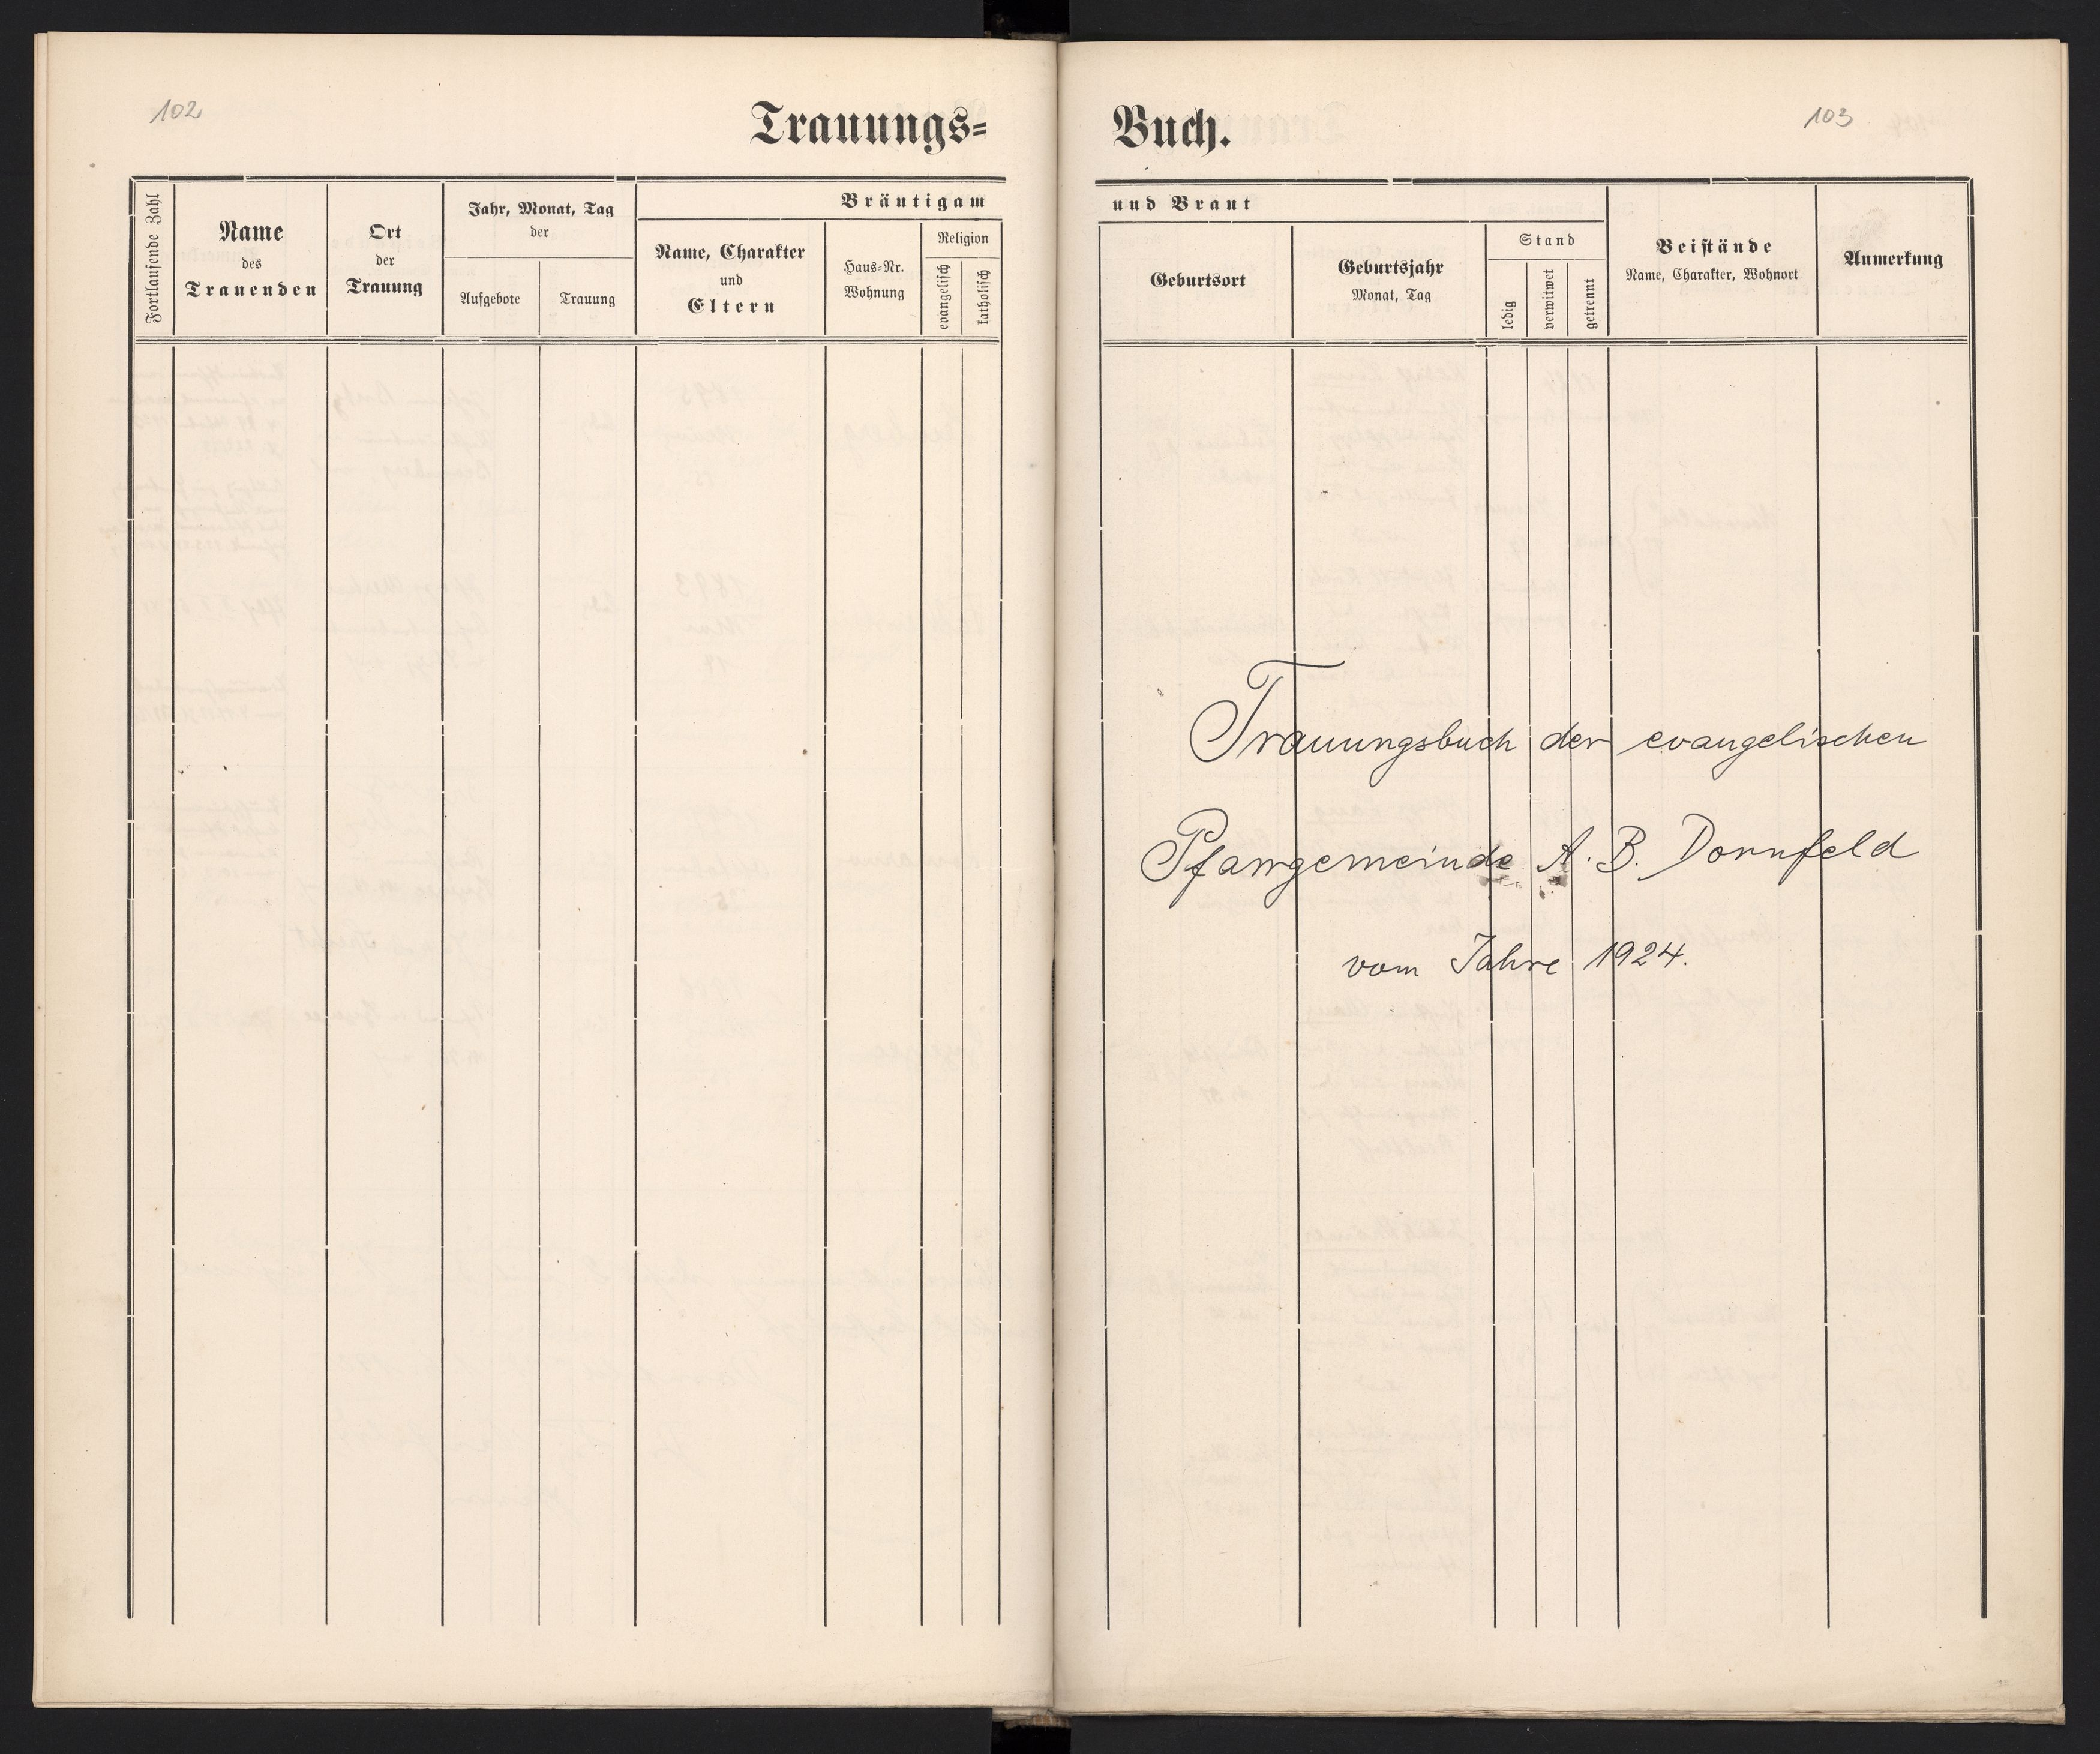 102
Trauungs=
Fortlaufende Zahl
Name
des
Trauenden
Ort
der
Trauung
Jahr, Monat, Tag
der
Aufgebote
Trauung
Bräutigam
Name, Charakter
und
Eltern
Haus=Nr.
Wohnung
Religion
evangelisch
katholisch
103
Buch.
und Braut
Geburtsort
Geburtsjahr
Monat, Tag
Stand
ledig
verwitwet
getrennt
Beistände
Name, Charakter, Wohnort
Anmerkung
Trauungsbuch der evangelischen
Pfarrgemeinde A. B. Dornfeld
vom Jahre 1924.